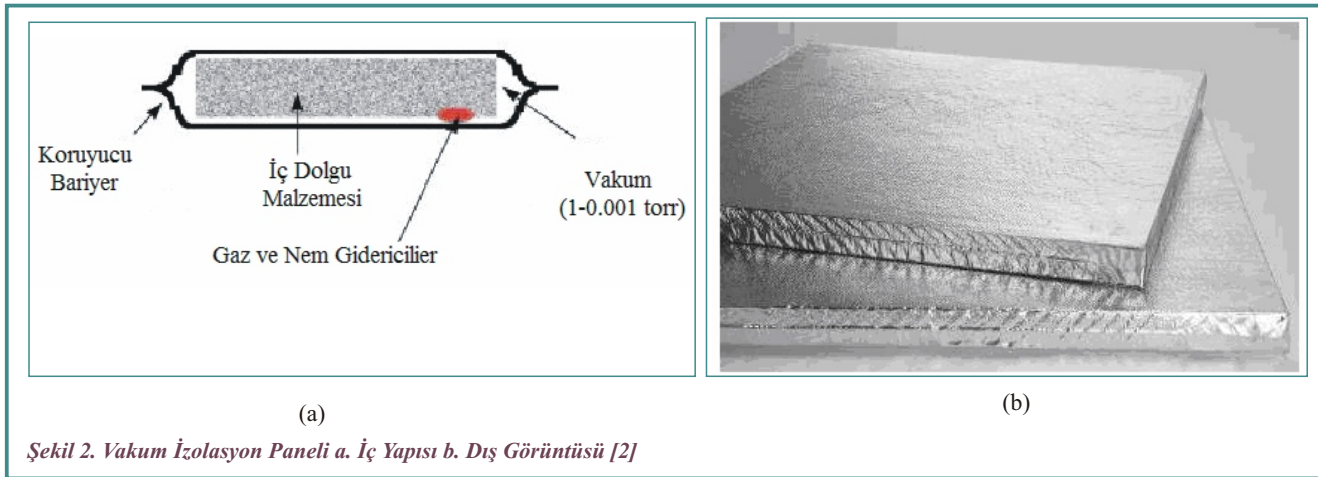 Koruyucu
Bariyer
İç Dolgu
Malzemesi
Vakum
(1-0.001 torr)
Gaz ve Nem Gidericilier
(a)
(b)
Şekil 2. Vakum İzolasyon Paneli a. İç Yapısı b. Dış Görüntüsü [2]